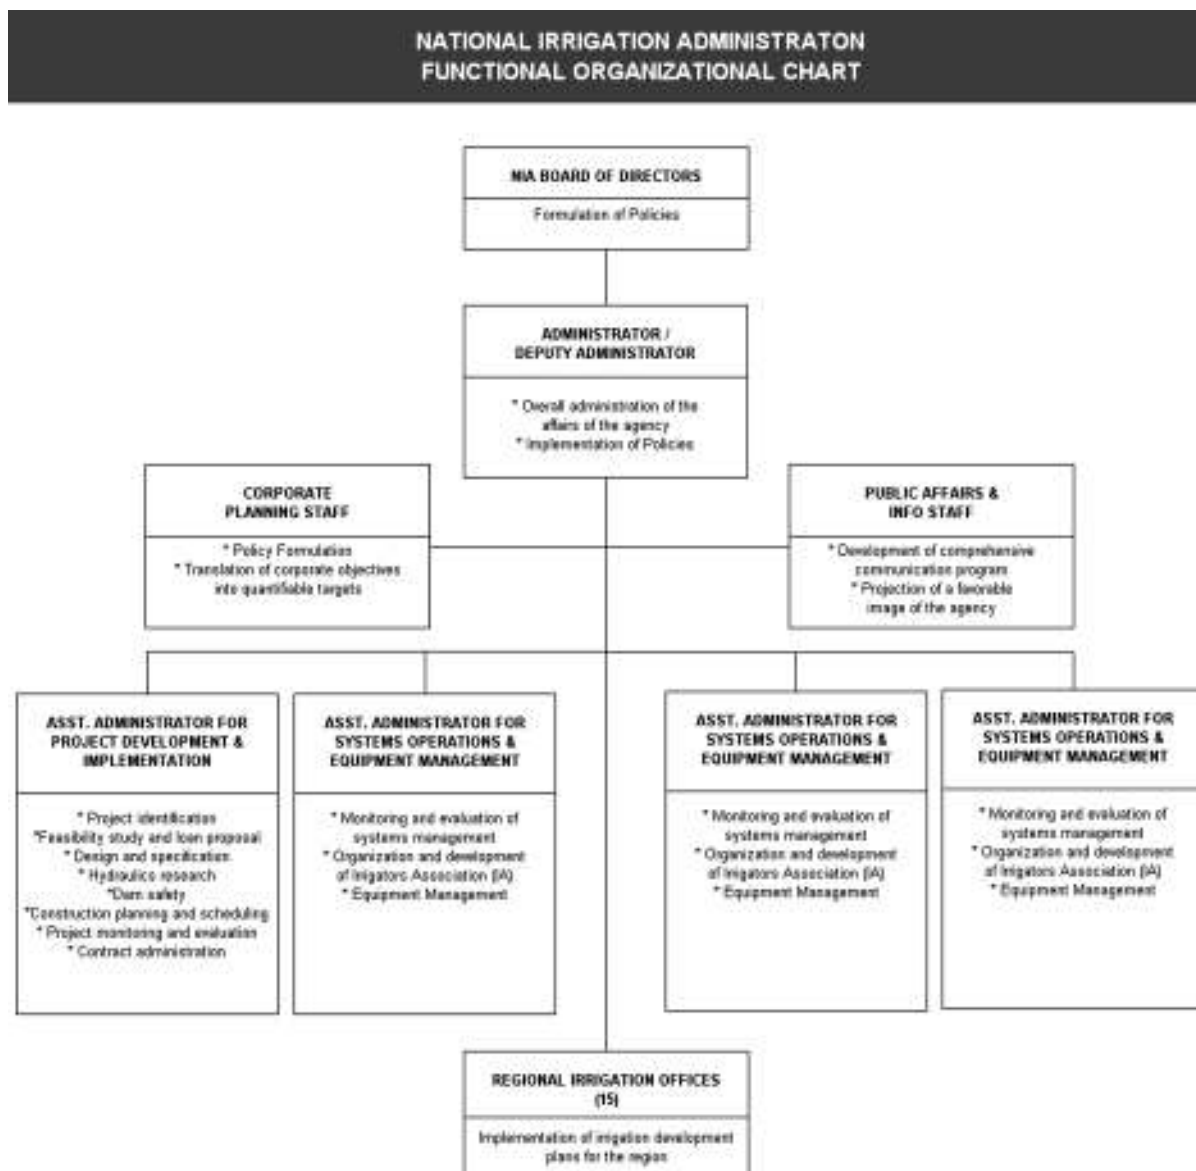 NATIONAL IRRIGATION ADMINISTRATON
FUNCTIONAL ORGANIZATIONAL CHART
NIA BOARD OF DIRECTORS
Formulation of Policies
ADMINISTRATOR /
DEPUTY ADMINISTRATOR
* Overall administration of the
affairs of the agency
* Implementation of Policies
CORPORATE
PLANNING STAFF
* Policy Formulation
* Translation of corporate objectives
into quantifiable targets
PUBLIC AFFAIRS &
INFO STAFF
* Development of comprehensive
communication program
* Projection of a favorable
image of the agency
ASST. ADMINISTRATOR FOR
PROJECT DEVELOPMENT &
IMPLEMENTATION
* Project identification
*Feasibility study and loan proposal
* Design and specification
* Hydraulics research
*Dam safety
*Construction planning and scheduling
* Project monitoring and evaluation
* Contract administration
ASST. ADMINISTRATOR FOR
SYSTEMS OPERATIONS &
EQUIPMENT MANAGEMENT
* Monitoring and evaluation of
systems management
* Organization and development
of Irrigators Association (IA)
* Equipment Management
ASST. ADMINISTRATOR FOR
SYSTEMS OPERATIONS &
EQUIPMENT MANAGEMENT
* Monitoring and evaluation of
systems management
* Organization and development
of Irrigators Association (IA)
* Equipment Management
ASST. ADMINISTRATOR FOR
SYSTEMS OPERATIONS &
EQUIPMENT MANAGEMENT
* Monitoring and evaluation of
systems management
* Organization and development
of Irrigators Association (IA)
* Equipment Management
REGIONAL IRRIGATION OFFICES
(15)
Implementation of irrigation development
plans for the region